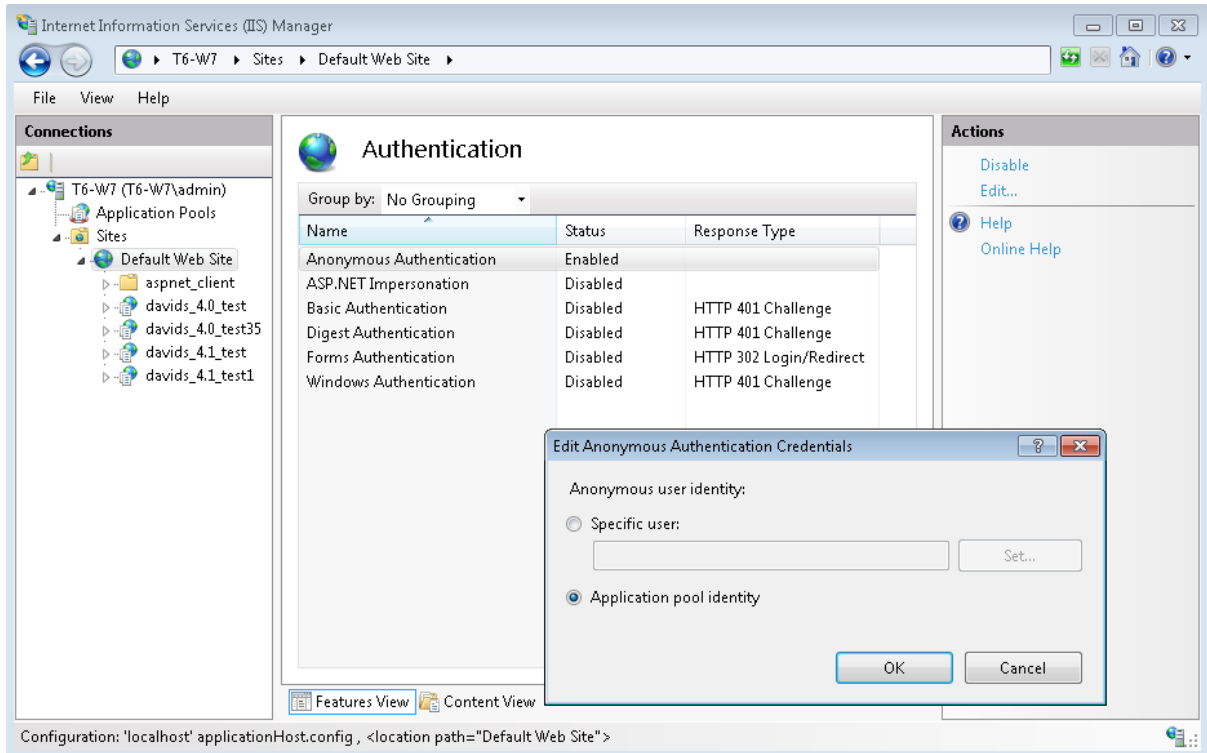 Internet Information Services (IIS) Manager
T6-W7 Sites Default Web Site
File View Help
Connections
T6-W7 (T6-W7\admin)
Application Pools
Sites
Default Web Site
aspnet_client
davids_4.0_test
davids_4.0_test35
davids_4.1_test
davids_4.1_test1
Authentication
Group by: No Grouping
Name Status Response Type
Anonymous Authentication Enabled
ASP.NET Impersonation Disabled
Basic Authentication Disabled HTTP 401 Challenge
Digest Authentication Disabled HTTP 401 Challenge
Forms Authentication Disabled HTTP 302 Login/Redirect
Windows Authentication Disabled HTTP 401 Challenge
Actions
Disable
Edit...
Help
Online Help
Edit Anonymous Authentication Credentials
Anonymous user identity:
Specific user:
Set...
Application pool identity
OK Cancel
Features View Content View
Configuration: 'localhost' applicationHost.config , <location path="Default Web Site">